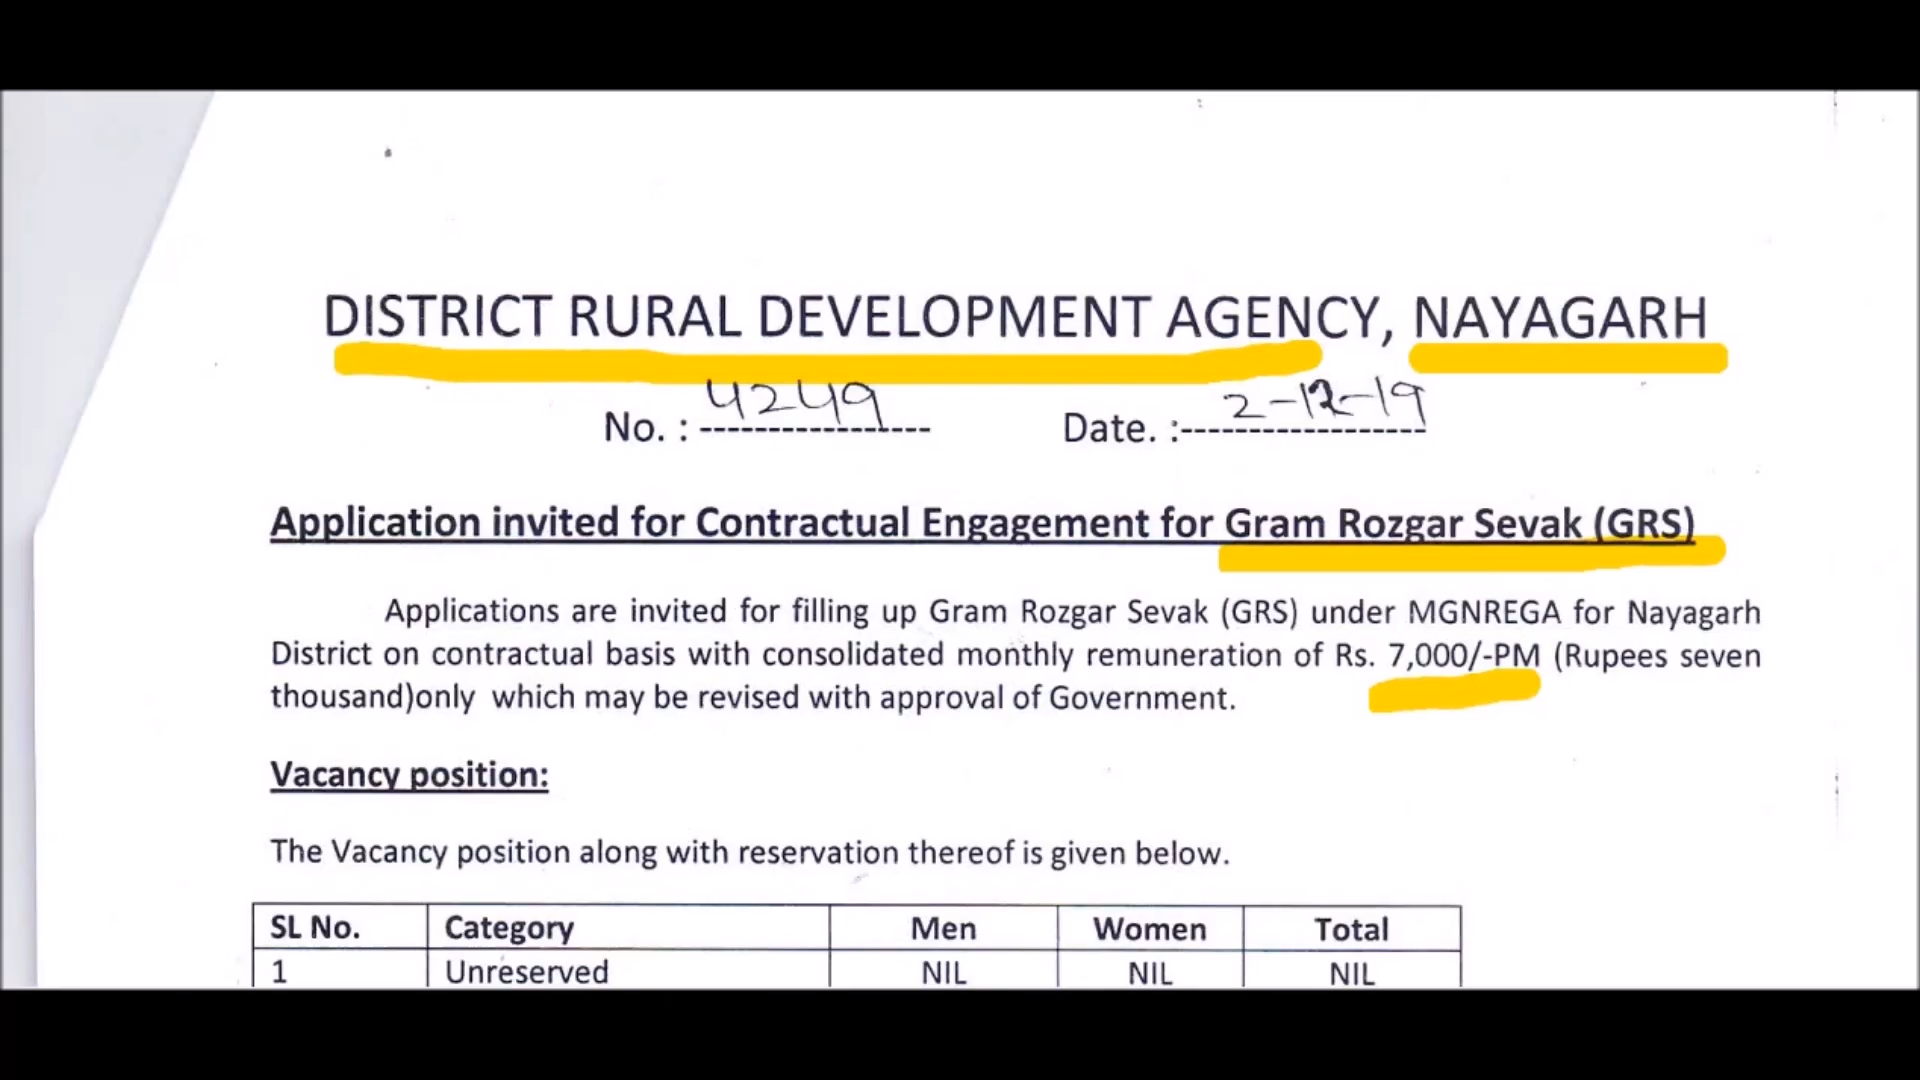 DISTRICT RURAL DEVELOPMENT AGENCY, NAYAGARH
No. : 4249 Date. : 2-12-19
Application invited for Contractual Engagement for Gram Rozgar Sevak (GRS)
Applications are invited for filling up Gram Rozgar Sevak (GRS) under MGNREGA for Nayagarh
District on contractual basis with consolidated monthly remuneration of Rs. 7,000/-PM (Rupees seven
thousand)only which may be revised with approval of Government.
Vacancy position:
The Vacancy position along with reservation thereof is given below.
SL No. Category Men Women Total
1 Unreserved NIL NIL NIL